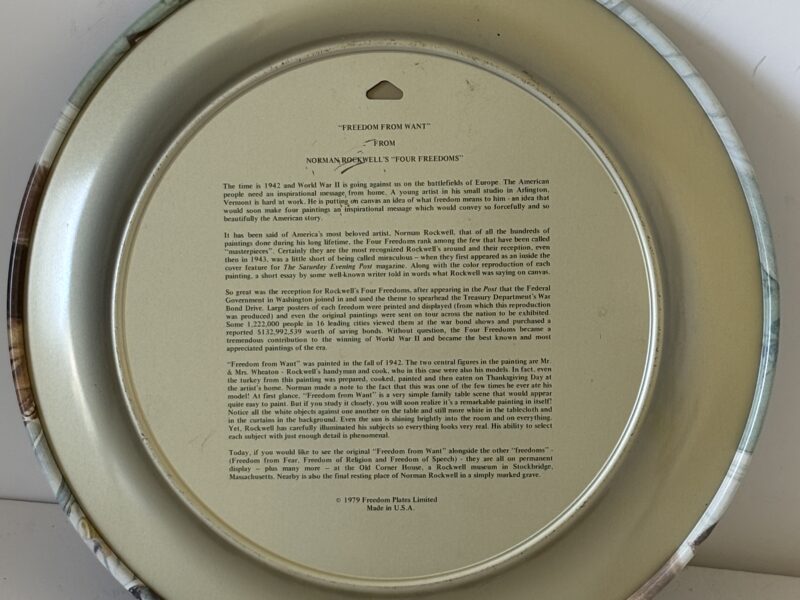 "FREEDOM FROM WANT"
FROM
NORMAN ROCKWELL'S "FOUR FREEDOMS"
The time is 1942 and World War II is going against us on the battlefields of Europe. The American
people need an inspirational message from home. A young artist in his small studio in Arlington,
Vermont is hard at work. He is putting on canvas an idea of what freedom means to him - an idea that
would soon make four paintings an inspirational message which would convey so forcefully and so
beautifully the American story.
It has been said of America's most beloved artist, Norman Rockwell, that of all the hundreds of
paintings done during his long lifetime, the Four Freedoms rank among the few that have been called
"masterpieces". Certainly they are the most recognized Rockwell's around and their reception, even
then in 1943, was a little short of being called miraculous – when they first appeared as an inside the
cover feature for The Saturday Evening Post magazine. Along with the color reproduction of each
painting, a short essay by some well-known writer told in words what Rockwell was saying on canvas.
So great was the reception for Rockwell's Four Freedoms, after appearing in the Post that the Federal
Government in Washington joined in and used the theme to spearhead the Treasury Department's War
Bond Drive. Large posters of each freedom were printed and displayed (from which this reproduction
was produced) and even the original paintings were sent on tour across the nation to be exhibited.
Some 1,222,000 people in 16 leading cities viewed them at the war bond shows and purchased a
reported $132,992,539 worth of saving bonds. Without question, the Four Freedoms became a
tremendous contribution to the winning of World War II and became the best known and most
appreciated paintings of the era.
"Freedom from Want" was painted in the fall of 1942. The two central figures in the painting are Mr.
& Mrs. Wheaton - Rockwell's handyman and cook, who in this case were also his models. In fact, even
the turkey from this painting was prepared, cooked, painted and then eaten on Thanksgiving Day at
the artist's home. Norman made a note to the fact that this was one of the few times he ever ate his
model! At first glance, "Freedom from Want" is a very simple family table scene that would appear
quite easy to paint. But if you study it closely, you will soon realize it's a remarkable painting in itself!
Notice all the white objects against one another on the table and still more white in the tablecloth and
in the curtains in the background. Even the sun is shining brightly into the room and on everything.
Yet, Rockwell has carefully illuminated his subjects so everything looks very real. His ability to select
each subject with just enough detail is phenomenal.
Today, if you would like to see the original "Freedom from Want" alongside the other "freedoms" -
(Freedom from Fear, Freedom of Religion and Freedom of Speech) - they are all on permanent
display – plus many more – at the Old Corner House, a Rockwell museum in Stockbridge,
Massachusetts. Nearby is also the final resting place of Norman Rockwell in a simply marked grave.
© 1979 Freedom Plates Limited
Made in U.S.A.